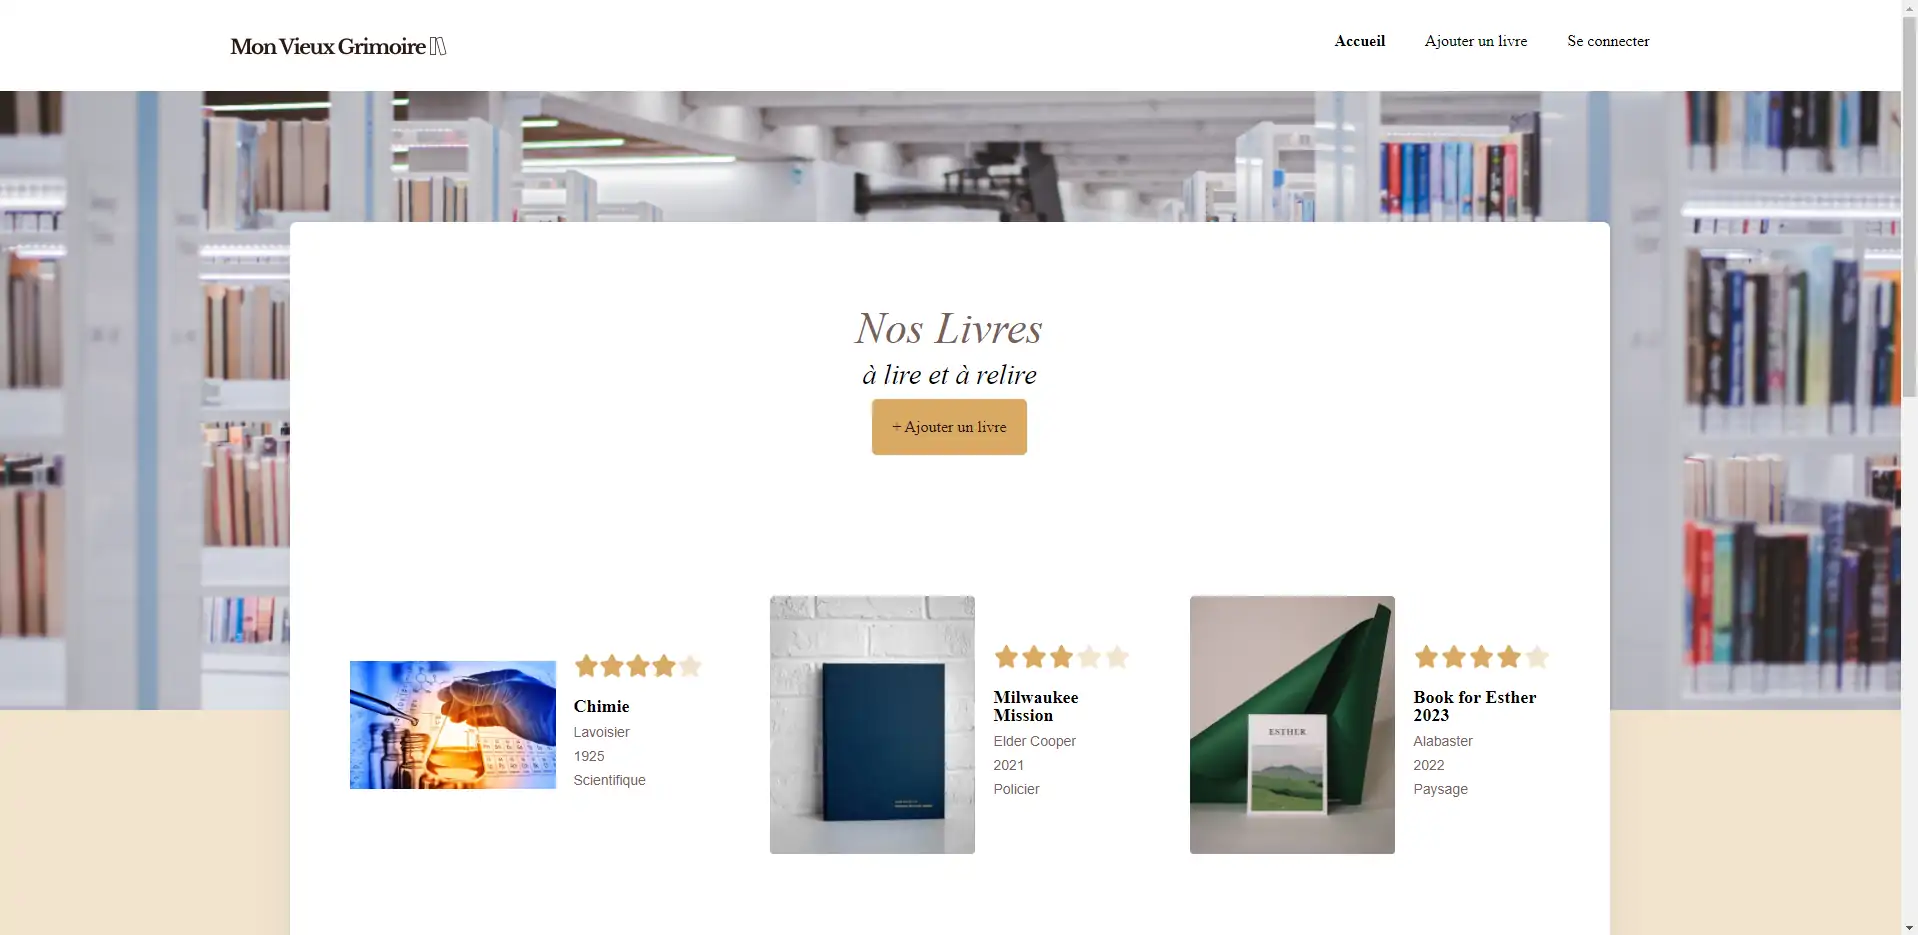 Mon Vieux Grimoire
Accueil
Ajouter un livre
Se connecter
Nos Livres
à lire et à relire
+ Ajouter un livre
Chimie
Lavoisier
1925
Scientifique
Milwaukee
Mission
Elder Cooper
2021
Policier
ESTHER
Book for Esther
2023
Alabaster
2022
Paysage